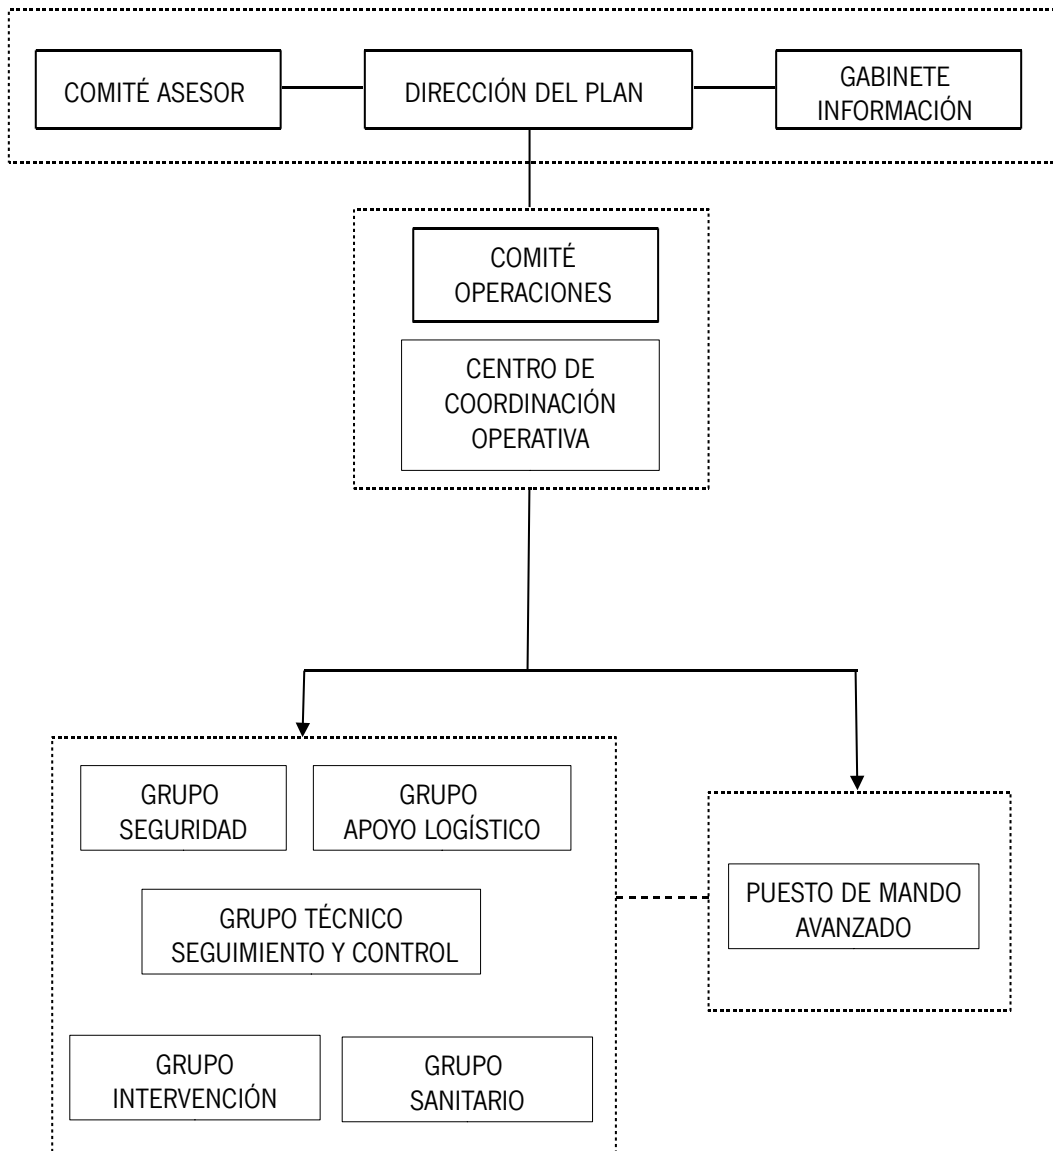 COMITÉ ASESOR
DIRECCIÓN DEL PLAN
GABINETE
INFORMACIÓN
COMITÉ
OPERACIONES
CENTRO DE
COORDINACIÓN
OPERATIVA
GRUPO
SEGURIDAD
GRUPO
APOYO LOGÍSTICO
GRUPO TÉCNICO
SEGUIMIENTO Y CONTROL
PUESTO DE MANDO
AVANZADO
GRUPO
INTERVENCIÓN
GRUPO
SANITARIO